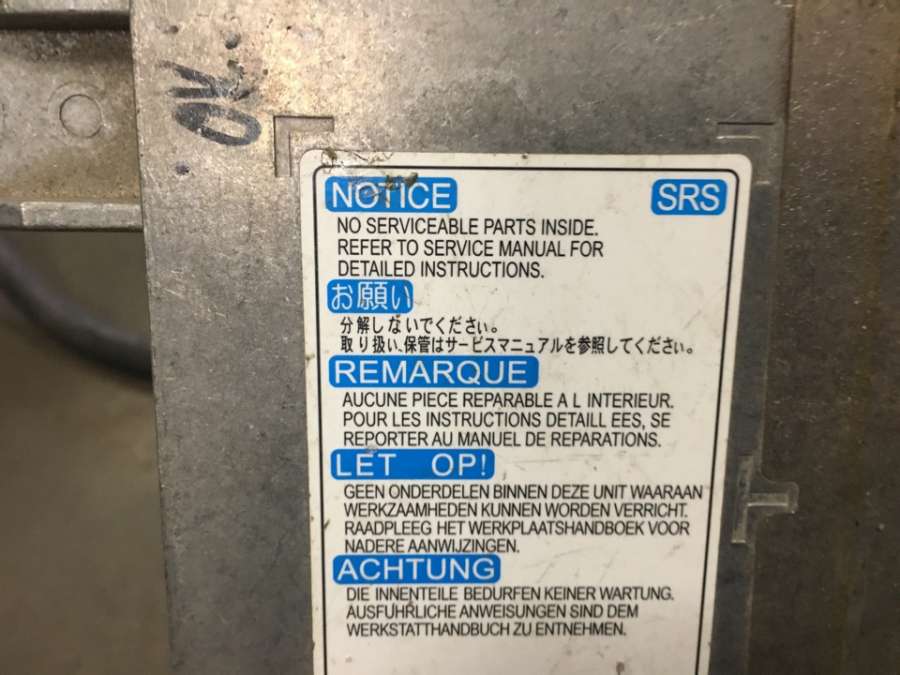 OK.
NOTICE SRS
NO SERVICEABLE PARTS INSIDE.
REFER TO SERVICE MANUAL FOR
DETAILED INSTRUCTIONS.
お願い
分解しないでください。
取り扱い、保管はサービスマニュアルを参照してください。
REMARQUE
AUCUNE PIECE REPARABLE A L INTERIEUR.
POUR LES INSTRUCTIONS DETAILL EES, SE
REPORTER AU MANUEL DE REPARATIONS.
LET OP!
GEEN ONDERDELEN BINNEN DEZE UNIT WAARAAN
WERKZAAMHEDEN KUNNEN WORDEN VERRICHT.
RAADPLEEG HET WERKPLAATSHANDBOEK VOOR
NADERE AANWIJZINGEN.
ACHTUNG
DIE INNENTEILE BEDURFEN KEINER WARTUNG.
AUSFÜHRLICHE ANWEISUNGEN SIND DEM
WERKSTATTHANDBUCH ZU ENTNEHMEN.